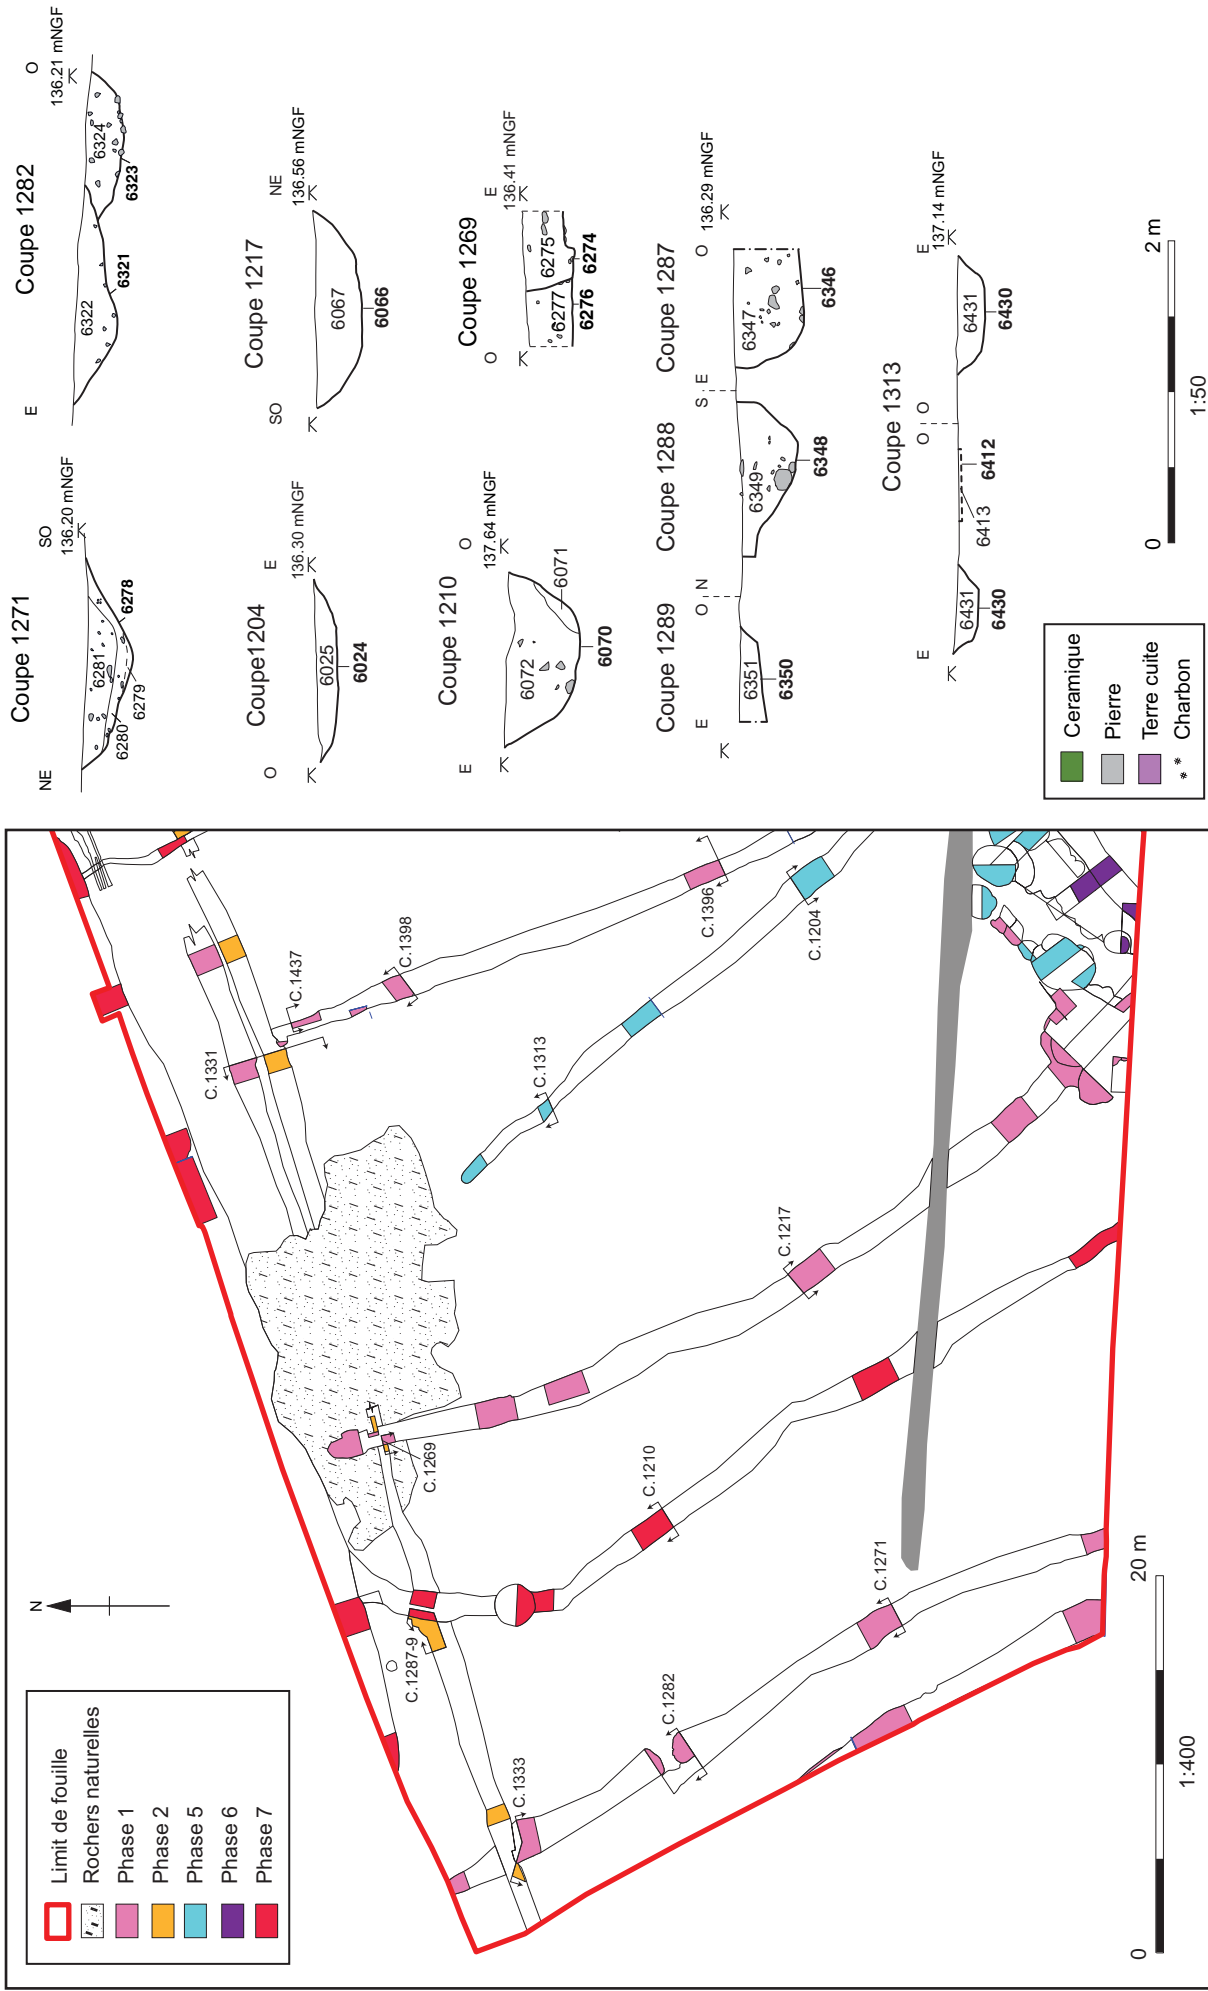 Limit de fouille
Rochers naturelles
Phase 1
Phase 2
Phase 5
Phase 6
Phase 7
N
C.1331
C.1437
C.1398
C.1396
C.1313
C.1204
C.1217
C.1269
C.1210
C.1287-9
C.1271
C.1282
C.1333
0
20 m
1:400
Coupe 1271
NE
SO
136.20 mNGF
6281
6280
6279
6278
Coupe 1282
E
O
136.21 mNGF
6322
6324
6321
6323
Coupe1204
O
E
136.30 mNGF
6025
6024
Coupe 1217
SO
NE
136.56 mNGF
6067
6066
Coupe 1210
E
O
137.64 mNGF
6072
6071
6070
Coupe 1269
O
E
136.41 mNGF
6277
6275
6276
6274
Coupe 1289
Coupe 1288
Coupe 1287
E
O
N
S
E
O
136.29 mNGF
6351
6349
6347
6350
6348
6346
Coupe 1313
E
O
O
E
137.14 mNGF
6431
6413
6431
6430
6412
6430
Ceramique
Pierre
Terre cuite
Charbon
0
2 m
1:50